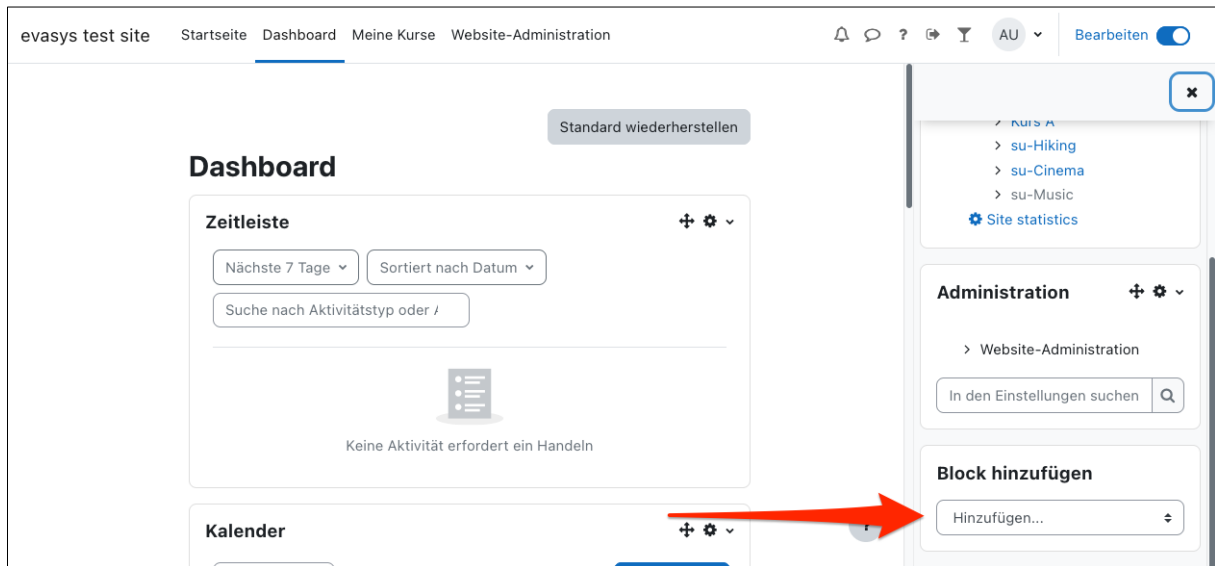 evasys test site Startseite Dashboard Meine Kurse Website-Administration ? AU Bearbeiten
Standard wiederherstellen
Dashboard
Zeitleiste
Nächste 7 Tage Sortiert nach Datum
Suche nach Aktivitätstyp oder
Keine Aktivität erfordert ein Handeln
Kalender
Kurs A
su-Hiking
su-Cinema
su-Music
Site statistics
Administration
Website-Administration
In den Einstellungen suchen
Block hinzufügen
Hinzufügen...